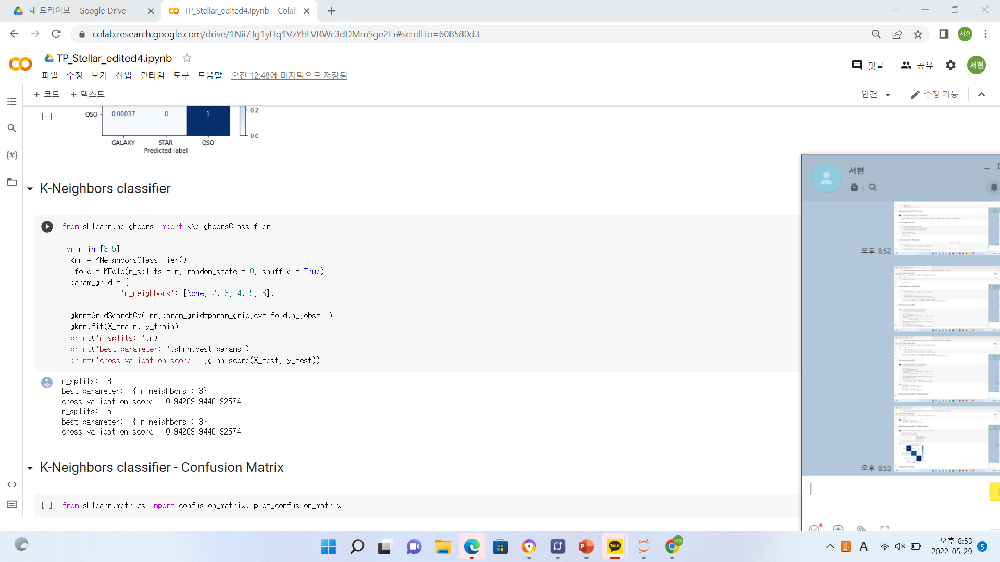 내 드라이브 - Google Drive
TP_Stellar_edited4.ipynb - Colab
colab.research.google.com/drive/1Nii7Tg1yITq1VzYhLVRWc3dDMmSge2Er#scrollTo=608580d3
서현
TP_Stellar_edited4.ipynb
댓글
공유
서현
파일 수정 보기 삽입 런타임 도구 도움말 오전 12:48에 마지막으로 저장됨
+ 코드 + 텍스트
연결
수정 가능
[ ]
QSO 0.00037 0 1
0.2
0.0
GALAXY STAR QSO
Predicted label
{x}
K-Neighbors classifier
from sklearn.neighbors import KNeighborsClassifier
for n in [3,5]:
knn = KNeighborsClassifier()
kfold = KFold(n_splits = n, random_state = 0, shuffle = True)
param_grid = {
'n_neighbors': [None, 2, 3, 4, 5, 6],
}
gknn=GridSearchCV(knn,param_grid=param_grid,cv=kfold,n_jobs=-1)
gknn.fit(X_train, y_train)
print('n_splits: ',n)
print('best parameter: ',gknn.best_params_)
print('cross validation score: ',gknn.score(X_test, y_test))
n_splits: 3
best parameter: {'n_neighbors': 3}
cross validation score: 0.9426919446192574
n_splits: 5
best parameter: {'n_neighbors': 3}
cross validation score: 0.9426919446192574
K-Neighbors classifier - Confusion Matrix
[ ] from sklearn.metrics import confusion_matrix, plot_confusion_matrix
서현
오후 8:52
오후 8:53
TALK
서현
A
오후 8:53
2022-05-29
5